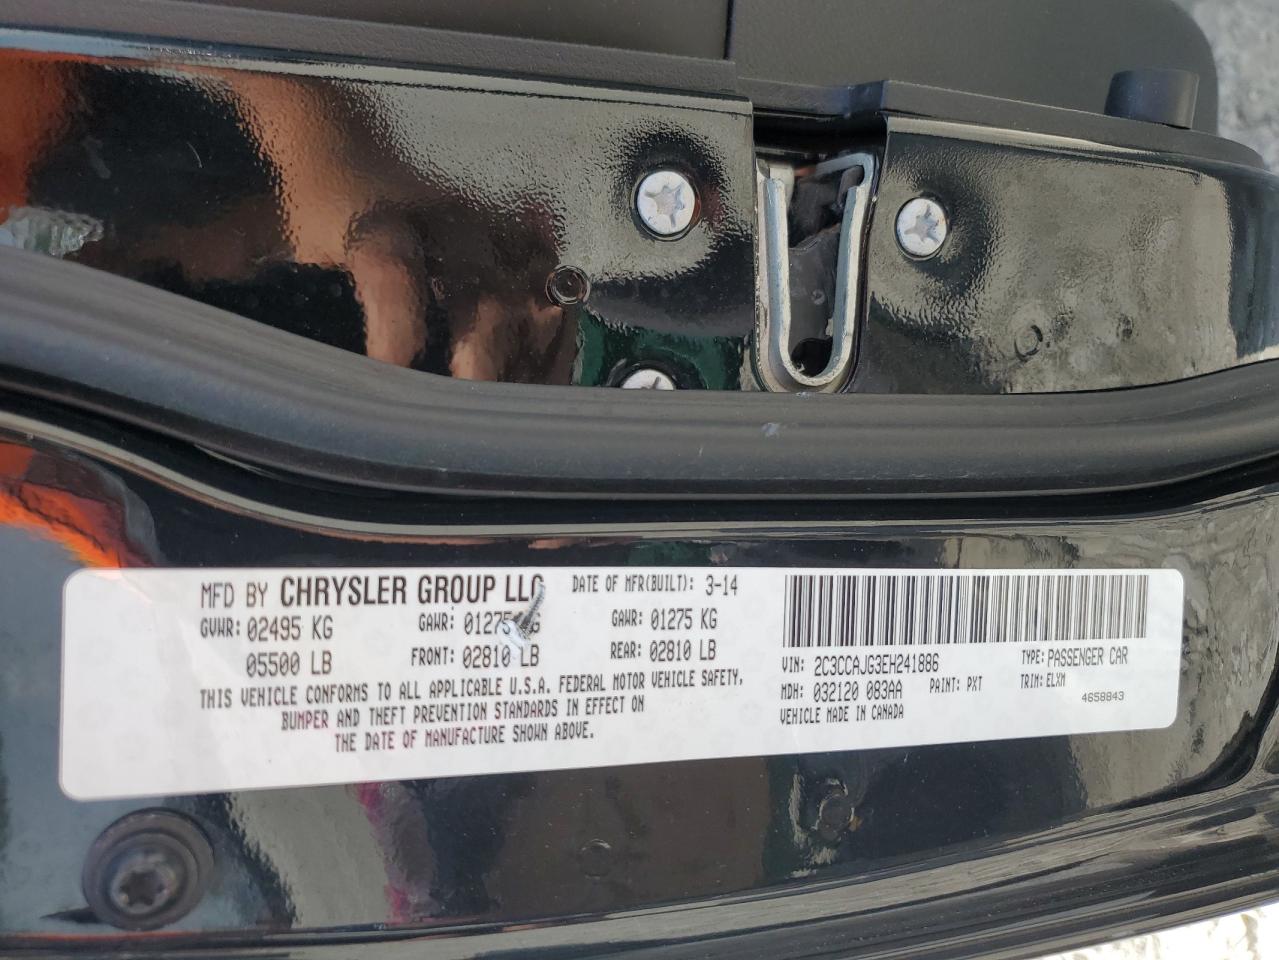 MFD BY CHRYSLER GROUP LLC DATE OF MFR(BUILT): 3-14
GVWR: 02495 KG GAWR: 01275 KG GAWR: 01275 KG
05500 LB FRONT: 02810 LB REAR: 02810 LB
THIS VEHICLE CONFORMS TO ALL APPLICABLE U.S.A. FEDERAL MOTOR VEHICLE SAFETY,
BUMPER AND THEFT PREVENTION STANDARDS IN EFFECT ON
THE DATE OF MANUFACTURE SHOWN ABOVE.
VIN: 2C3CCAJG3EH241886 TYPE: PASSENGER CAR
MDH: 032120 083AA PAINT: PXT TRIM: ELXM
VEHICLE MADE IN CANADA 4658843